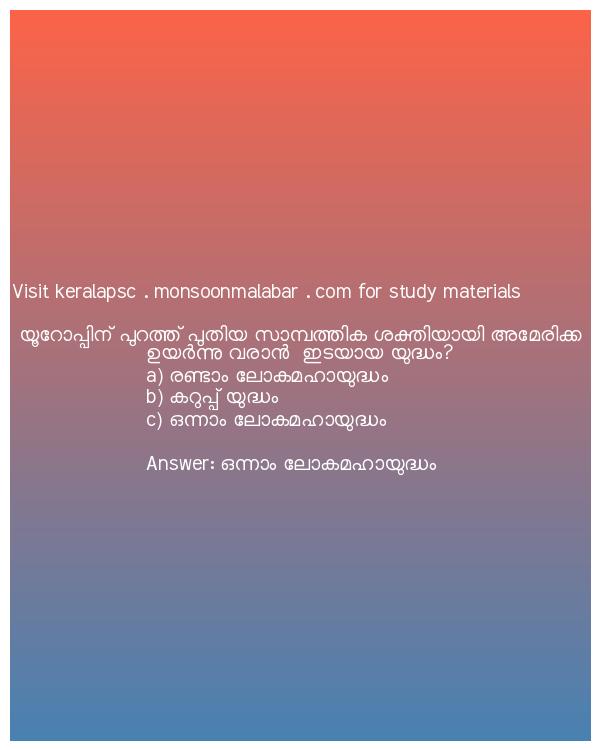 Visit keralapsc . monsoonmalabar . com for study materials
യൂറോപ്പിന് പുറത്ത് പുതിയ സാമ്പത്തിക ശക്തിയായി അമേരിക്ക
ഉയർന്നു വരാൻ  ഇടയായ യുദ്ധം?
a) രണ്ടാം ലോകമഹായുദ്ധം
b) കറുപ്പ് യുദ്ധം
c) ഒന്നാം ലോകമഹായുദ്ധം
Answer: ഒന്നാം ലോകമഹായുദ്ധം